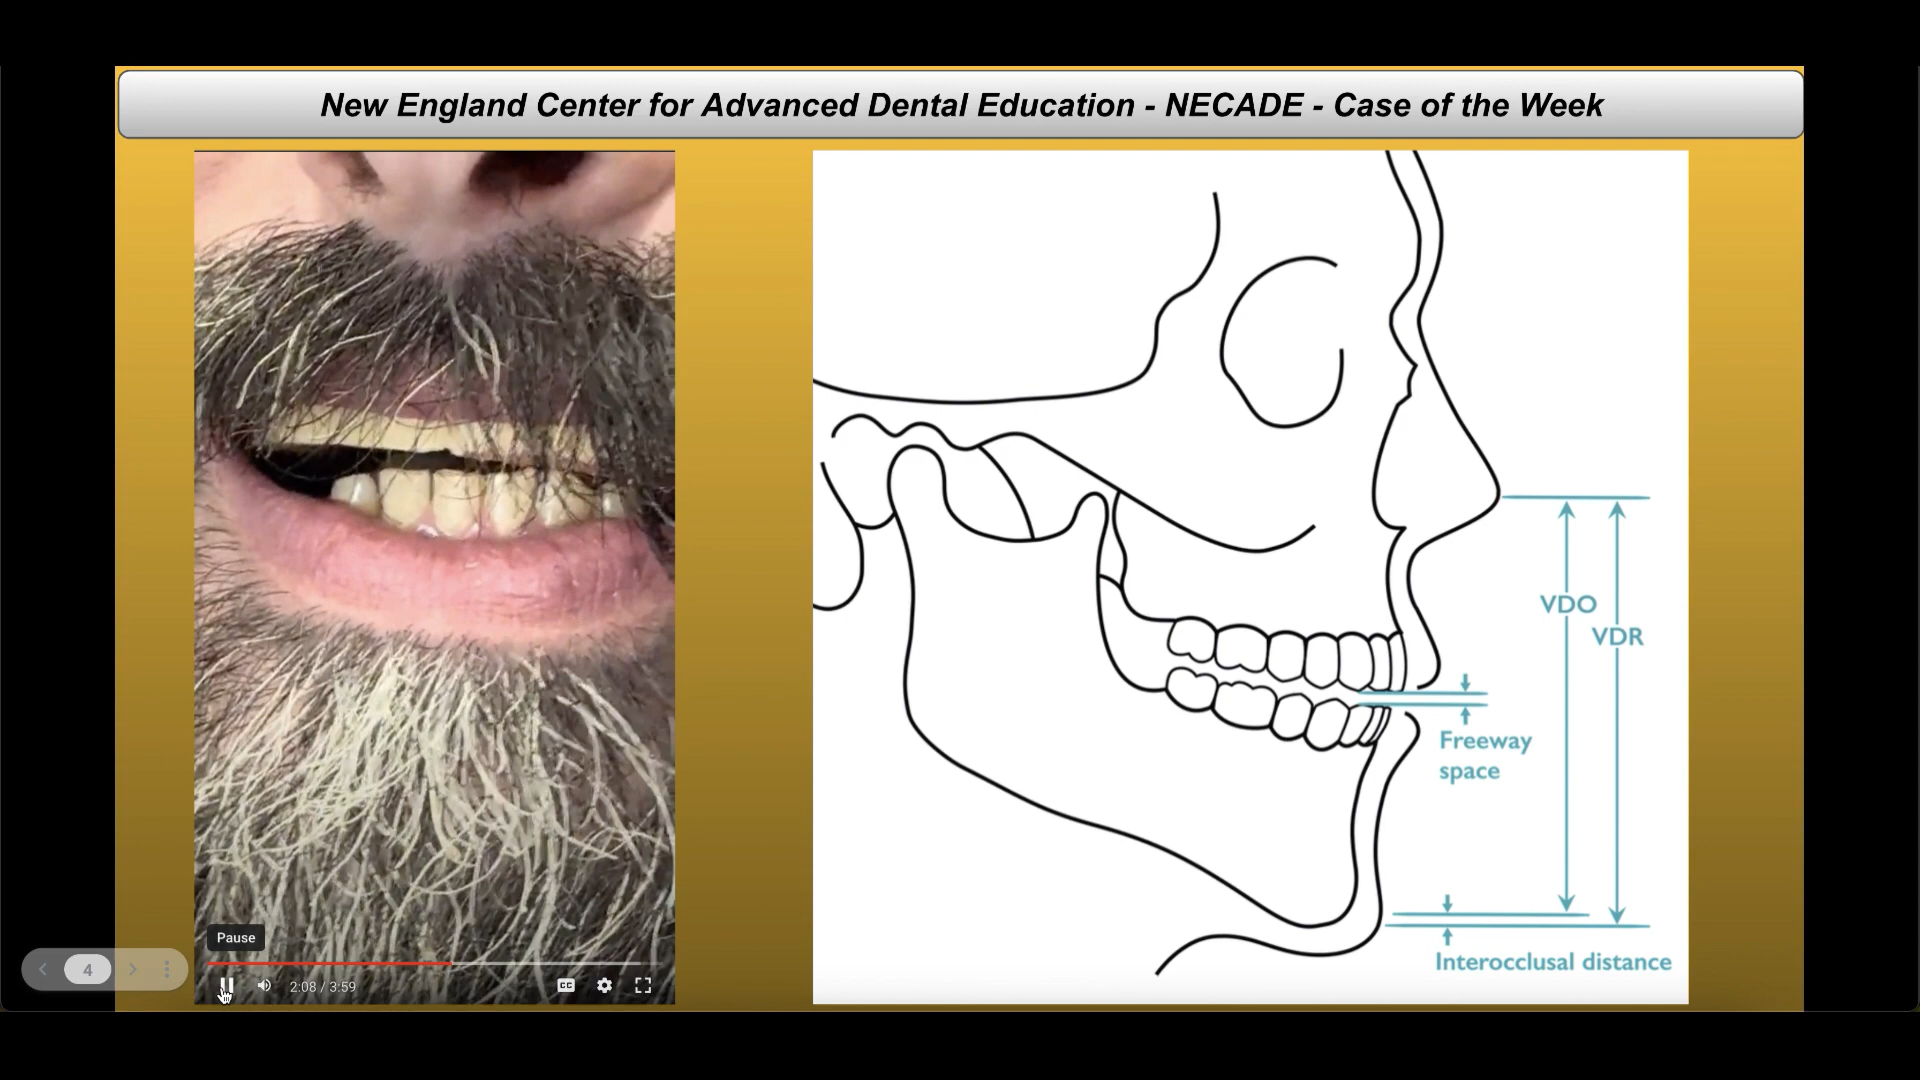 New England Center for Advanced Dental Education - NECADE - Case of the Week
VDO
VDR
Freeway
space
Interocclusal distance
Pause
4
2:08 / 3:59
CC